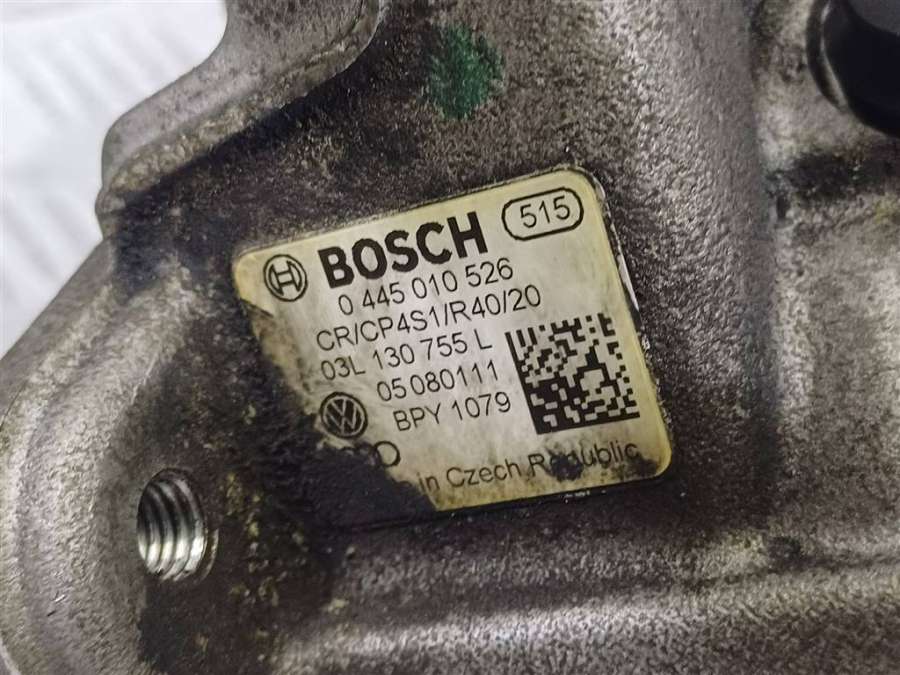 BOSCH 515
0 445 010 526
CR/CP4S1/R40/20
03L 130 755 L
05080111
BPY 1079
in Czech Republic